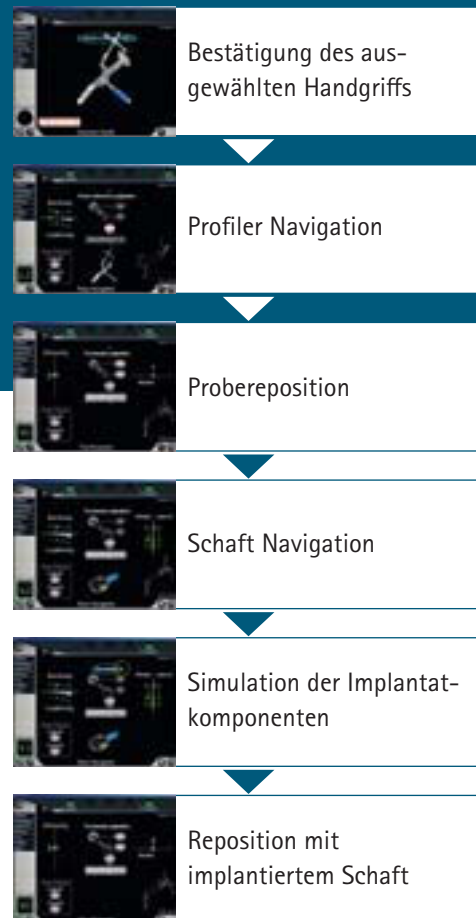 Bestätigung des aus-
gewählten Handgriffs
Profiler Navigation
Probereposition
Schaft Navigation
Simulation der Implantat-
komponenten
Reposition mit
implantiertem Schaft